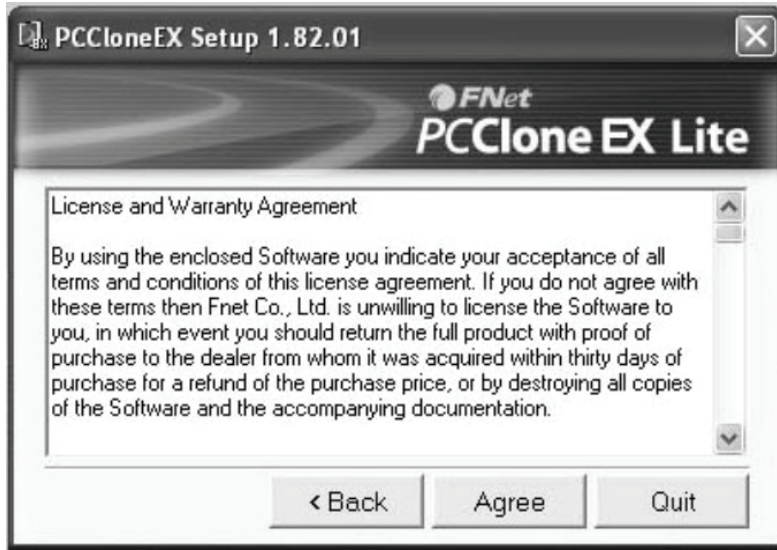 PCCloneEX Setup 1.82.01
FNet
PCClone EX Lite
License and Warranty Agreement
By using the enclosed Software you indicate your acceptance of all
terms and conditions of this license agreement. If you do not agree with
these terms then Fnet Co., Ltd. is unwilling to license the Software to
you, in which event you should return the full product with proof of
purchase to the dealer from whom it was acquired within thirty days of
purchase for a refund of the purchase price, or by destroying all copies
of the Software and the accompanying documentation.
< Back Agree Quit